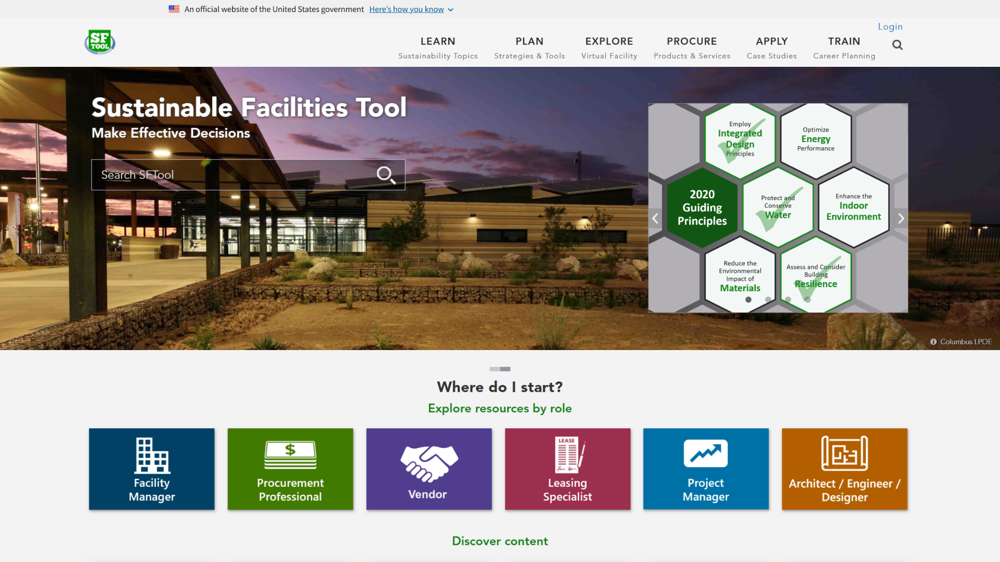 An official website of the United States government Here's how you know
Login
SF
TOOL
LEARN
Sustainability Topics
PLAN
Strategies & Tools
EXPLORE
Virtual Facility
PROCURE
Products & Services
APPLY
Case Studies
TRAIN
Career Planning
Sustainable Facilities Tool
Make Effective Decisions
Search SFTool
Employ
Integrated
Design
Principles
Optimize
Energy
Performance
2020
Guiding
Principles
Protect and
Conserve
Water
Enhance the
Indoor
Environment
Reduce the
Environmental
Impact of
Materials
Assess and Consider
Building
Resilience
Columbus LPOE
Where do I start?
Explore resources by role
Facility
Manager
$
Procurement
Professional
Vendor
LEASE
Leasing
Specialist
Project
Manager
Architect / Engineer /
Designer
Discover content